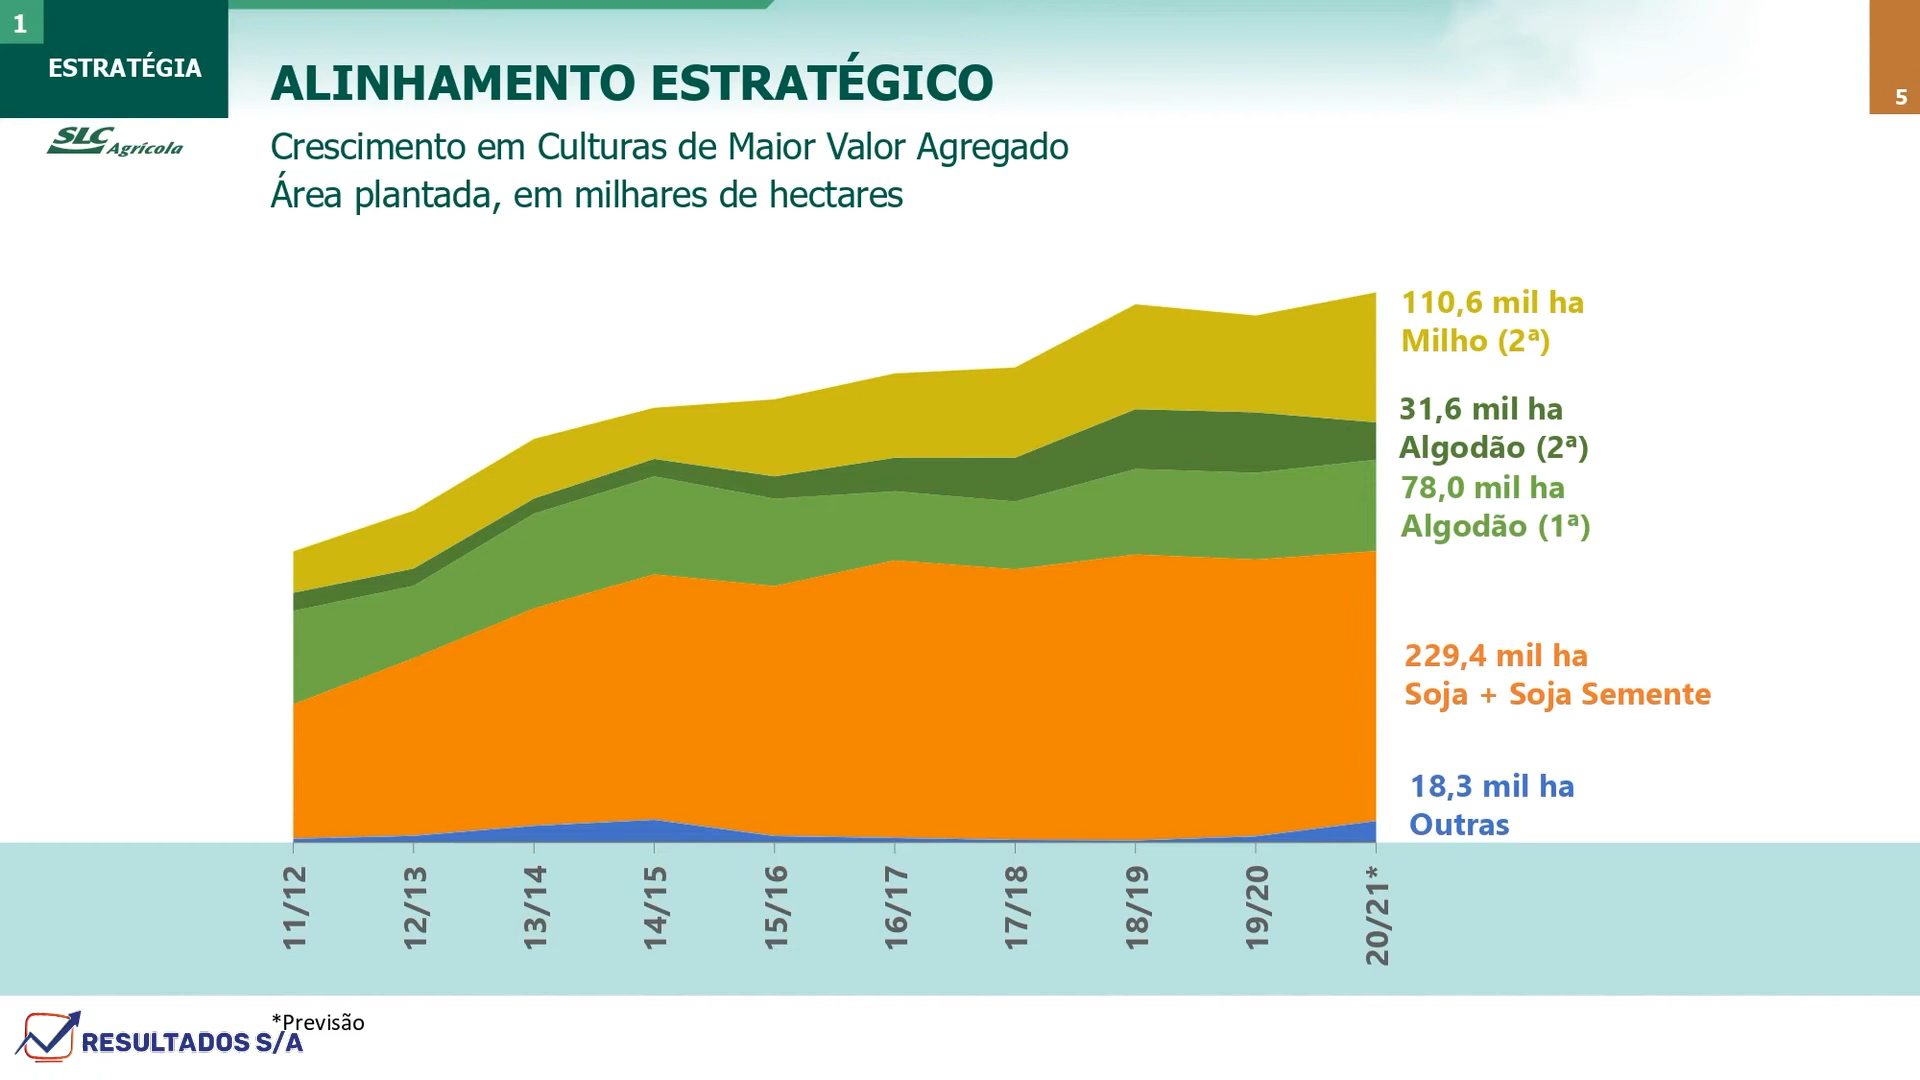 1
ESTRATÉGIA
SLC Agrícola
ALINHAMENTO ESTRATÉGICO
5
Crescimento em Culturas de Maior Valor Agregado
Área plantada, em milhares de hectares
110,6 mil ha
Milho (2ª)
31,6 mil ha
Algodão (2ª)
78,0 mil ha
Algodão (1ª)
229,4 mil ha
Soja + Soja Semente
18,3 mil ha
Outras
11/12
12/13
13/14
14/15
15/16
16/17
17/18
18/19
19/20
20/21*
*Previsão
RESULTADOS S/A